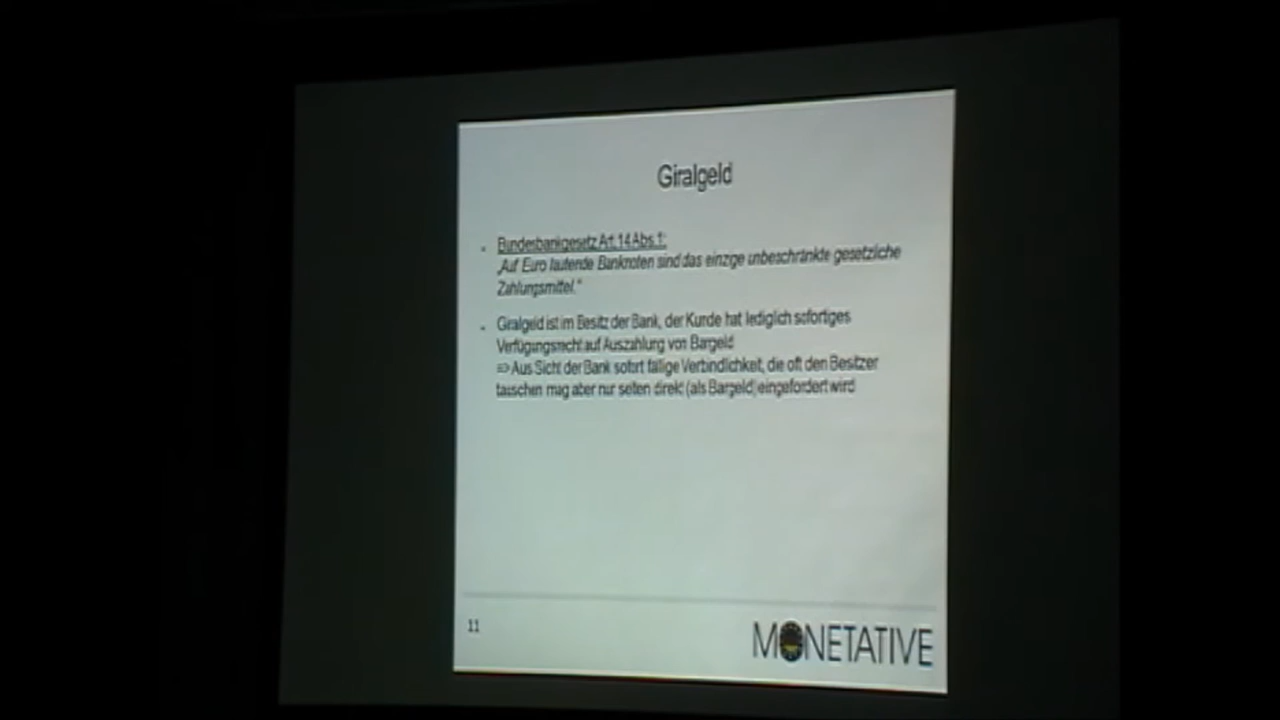 Giralgeld
Bundesbankgesetz Art.14 Abs.1:
„Auf Euro lautende Banknoten sind das einzige unbeschränkte gesetzliche
Zahlungsmittel."
Giralgeld ist im Besitz der Bank, der Kunde hat lediglich sofortiges
Verfügungsrecht auf Auszahlung von Bargeld
=> Aus Sicht der Bank sofort fällige Verbindlichkeit, die oft den Besitzer
tauschen mag aber nur selten direkt (als Bargeld) eingefordert wird
11
MONETATIVE